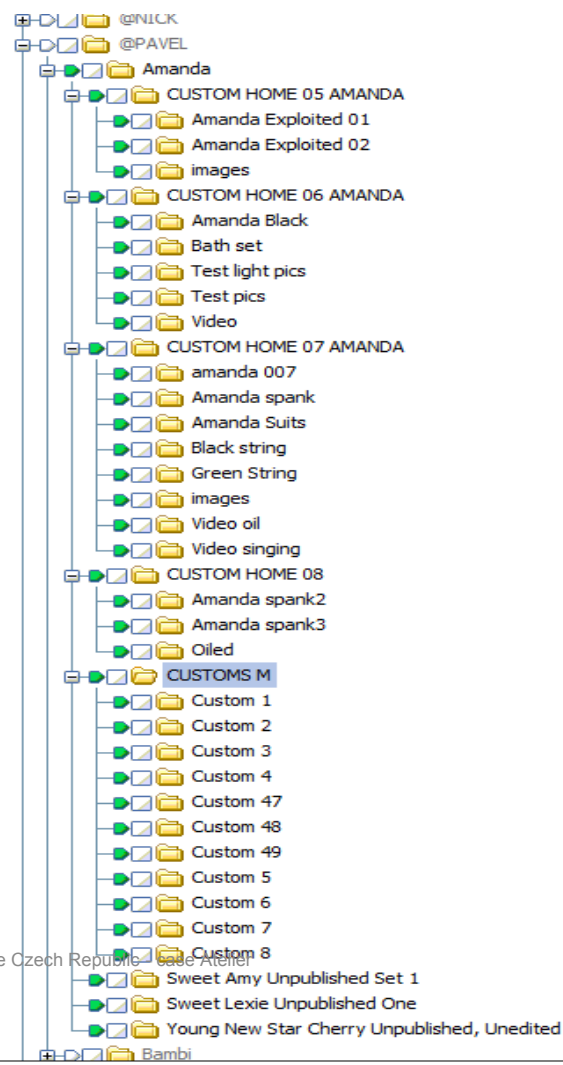 @NICK
@PAVEL
Amanda
CUSTOM HOME 05 AMANDA
Amanda Exploited 01
Amanda Exploited 02
images
CUSTOM HOME 06 AMANDA
Amanda Black
Bath set
Test light pics
Test pics
Video
CUSTOM HOME 07 AMANDA
amanda 007
Amanda spank
Amanda Suits
Black string
Green String
images
Video oil
Video singing
CUSTOM HOME 08
Amanda spank2
Amanda spank3
Oiled
CUSTOMS M
Custom 1
Custom 2
Custom 3
Custom 4
Custom 47
Custom 48
Custom 49
Custom 5
Custom 6
Custom 7
Custom 8
Czech Republic - case Atelier
Sweet Amy Unpublished Set 1
Sweet Lexie Unpublished One
Young New Star Cherry Unpublished, Unedited
Bambi